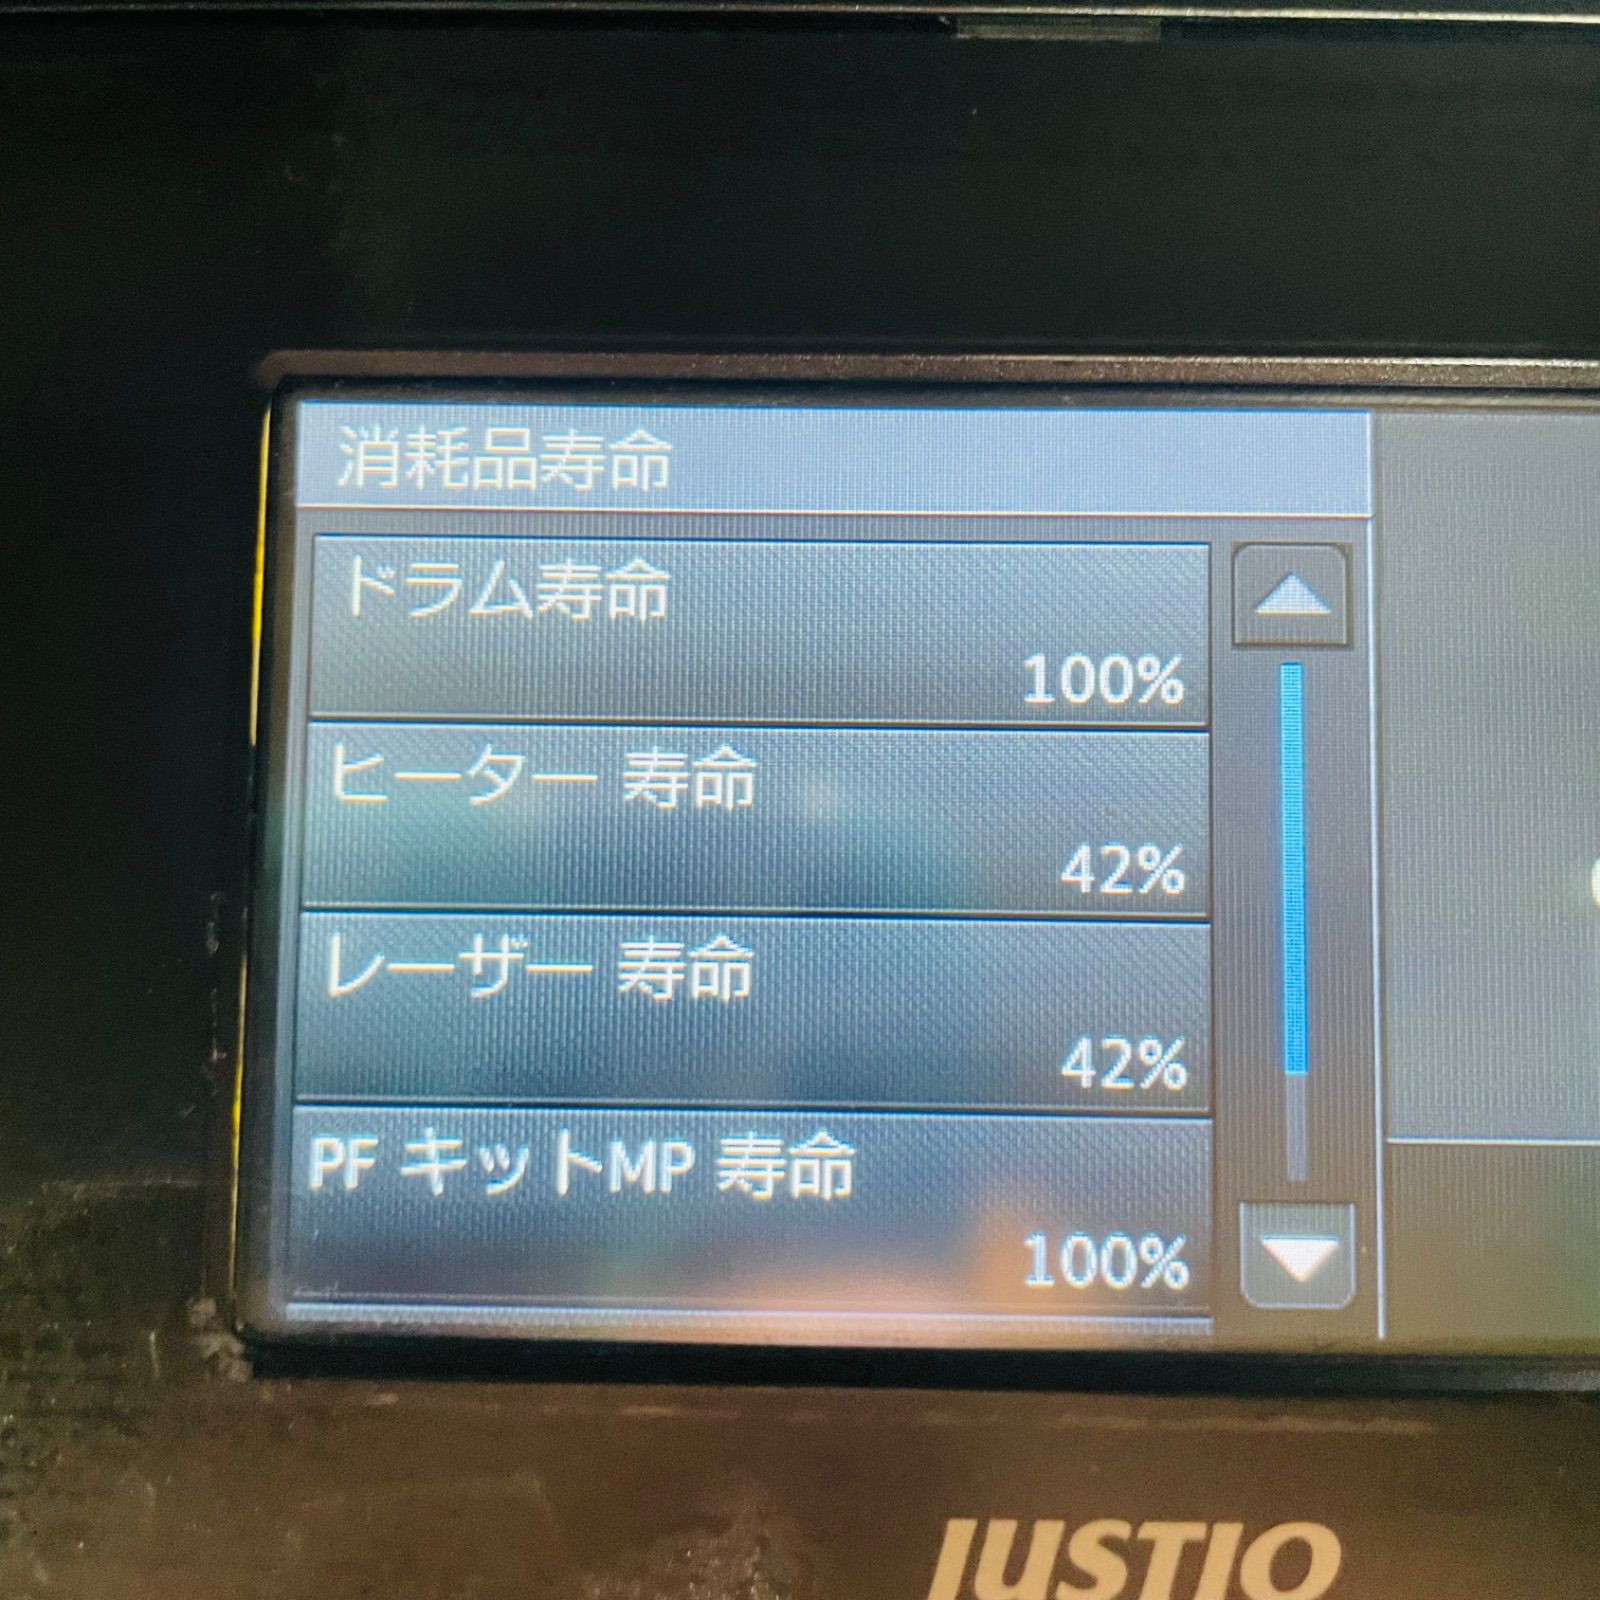 消耗品寿命
ドラム寿命
100%
ヒーター 寿命
42%
レーザー 寿命
42%
PF キットMP 寿命
100%
JUSTIO